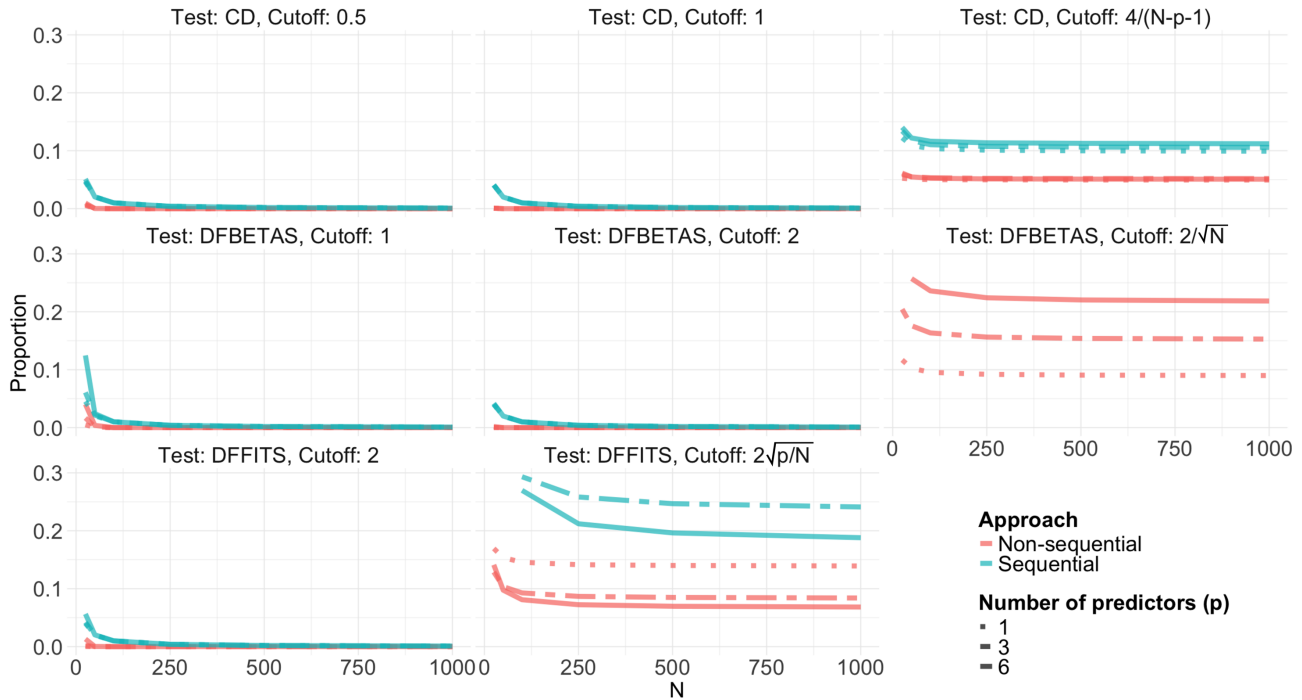 Test: CD, Cutoff: 0.5
Test: CD, Cutoff: 1
Test: CD, Cutoff: 4/(N-p-1)
0.3
0.2
0.1
0.0
Test: DFBETAS, Cutoff: 1
Test: DFBETAS, Cutoff: 2
Test: DFBETAS, Cutoff: 2/√N
0.3
0.2
0.1
0.0
Proportion
0 250 500 750 1000
Test: DFFITS, Cutoff: 2
Test: DFFITS, Cutoff: 2√p/N
0.3
0.2
0.1
0.0
0 250 500 750 1000
0 250 500 750 1000
N
Approach
Non-sequential
Sequential
Number of predictors (p)
1
3
6